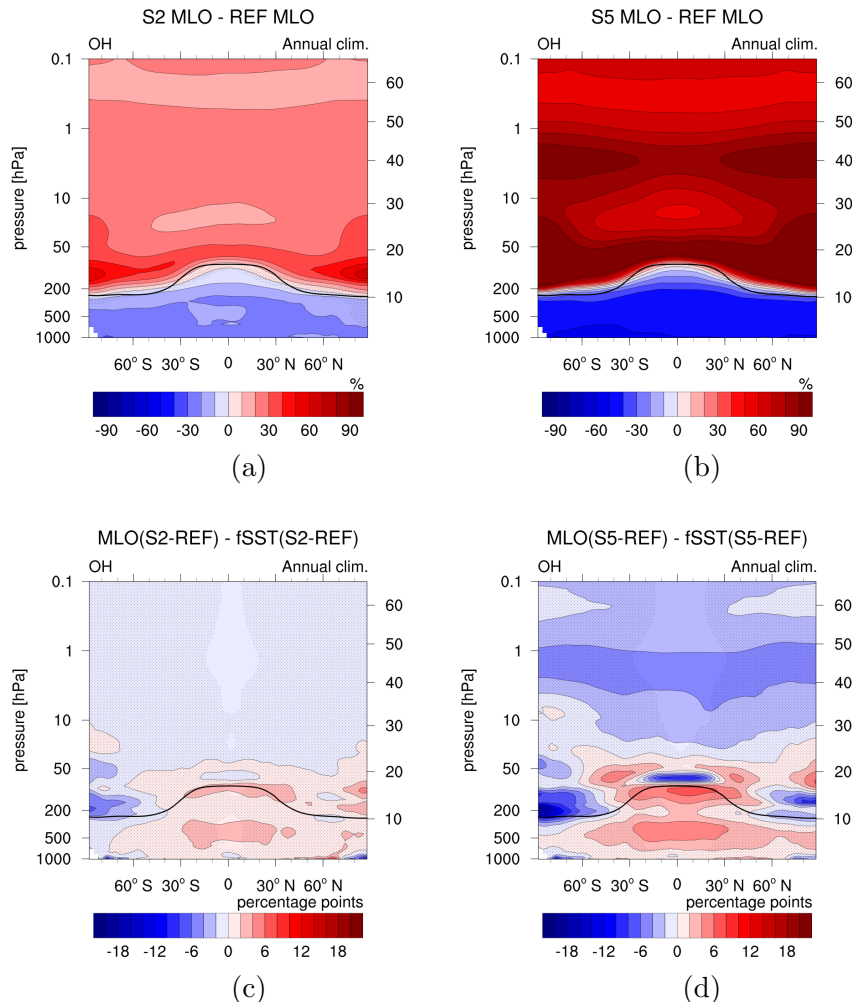 S2 MLO - REF MLO
OH Annual clim.
0.1
1
10
50
200
500
1000
pressure [hPa]
60
50
40
30
20
10
60° S 30° S 0 30° N 60° N
%
-90 -60 -30 0 30 60 90
(a)
S5 MLO - REF MLO
OH Annual clim.
0.1
1
10
50
200
500
1000
pressure [hPa]
60
50
40
30
20
10
60° S 30° S 0 30° N 60° N
%
-90 -60 -30 0 30 60 90
(b)
MLO(S2-REF) - fSST(S2-REF)
OH Annual clim.
0.1
1
10
50
200
500
1000
pressure [hPa]
60
50
40
30
20
10
60° S 30° S 0 30° N 60° N
percentage points
-18 -12 -6 0 6 12 18
(c)
MLO(S5-REF) - fSST(S5-REF)
OH Annual clim.
0.1
1
10
50
200
500
1000
pressure [hPa]
60
50
40
30
20
10
60° S 30° S 0 30° N 60° N
percentage points
-18 -12 -6 0 6 12 18
(d)